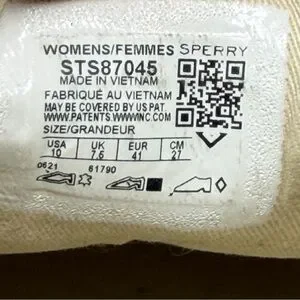 WOMENS/FEMMES SPERRY
STS87045
MADE IN VIETNAM
FABRIQUÉ AU VIETNAM
MAY BE COVERED BY US PAT.
WWW.PATENTS.WWWINC.COM
SIZE/GRANDEUR
USA UK EUR CM
10 7.6 41 27
0621 61790